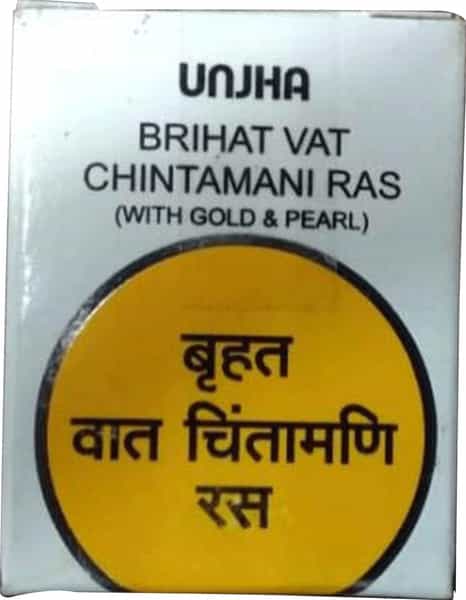 UNJHA
BRIHAT VAT
CHINTAMANI RAS
(WITH GOLD & PEARL)
बृहत
वात चिंतामणि
रस